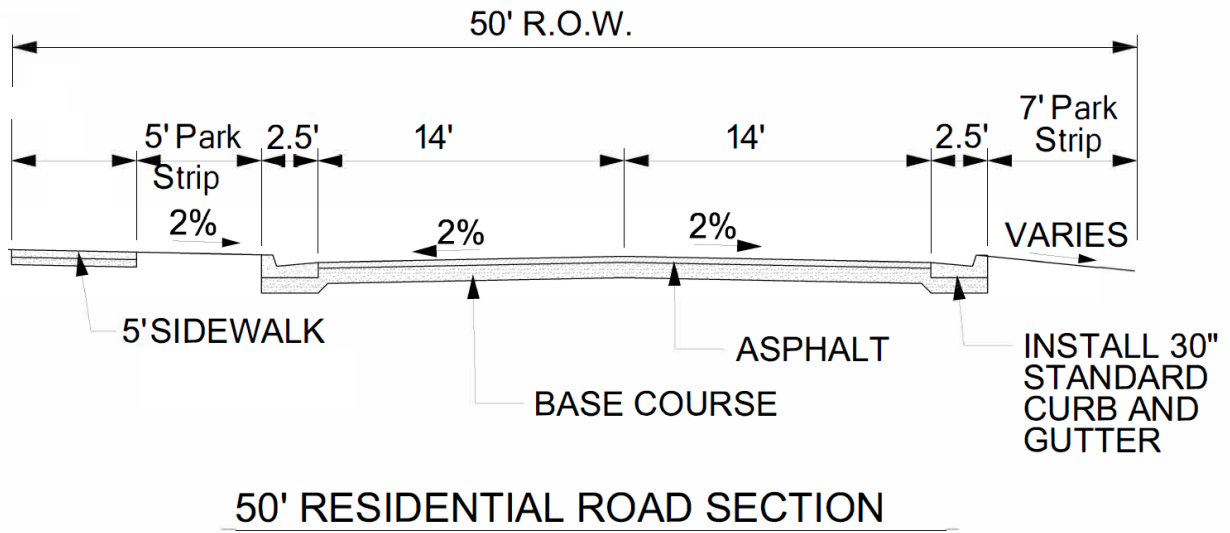 50' R.O.W.
5' Park
Strip
2.5'
14'
14'
2.5'
7' Park
Strip
2%
2%
2%
VARIES
5' SIDEWALK
ASPHALT
BASE COURSE
INSTALL 30"
STANDARD
CURB AND
GUTTER
50' RESIDENTIAL ROAD SECTION